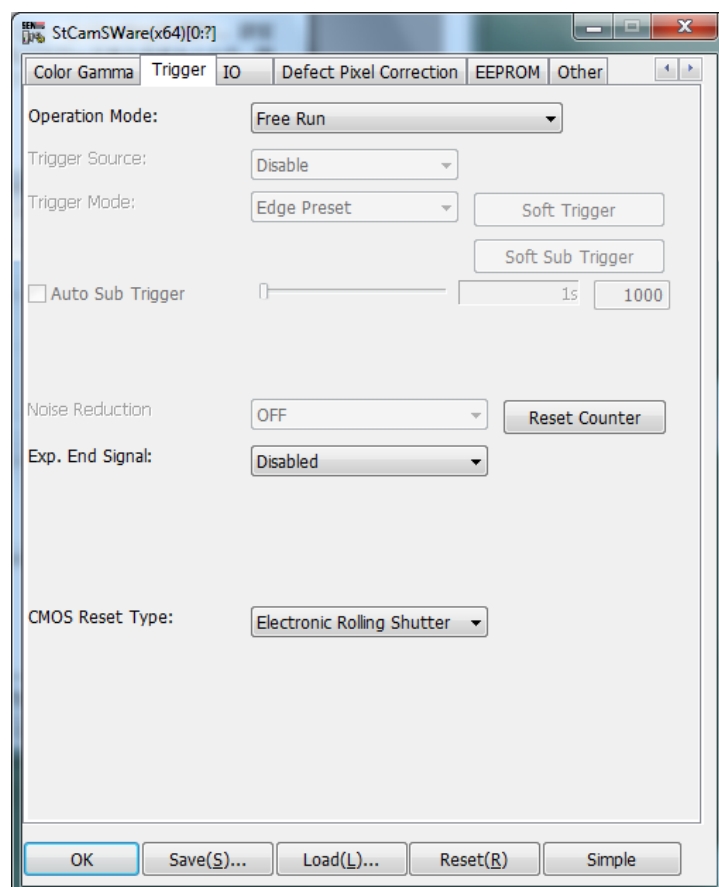 StCamSWare(x64)[0:?]
Color Gamma Trigger IO Defect Pixel Correction EEPROM Other
Operation Mode: Free Run
Trigger Source: Disable
Trigger Mode: Edge Preset Soft Trigger
Soft Sub Trigger
Auto Sub Trigger 1s 1000
Noise Reduction OFF Reset Counter
Exp. End Signal: Disabled
CMOS Reset Type: Electronic Rolling Shutter
OK Save(S)... Load(L)... Reset(R) Simple